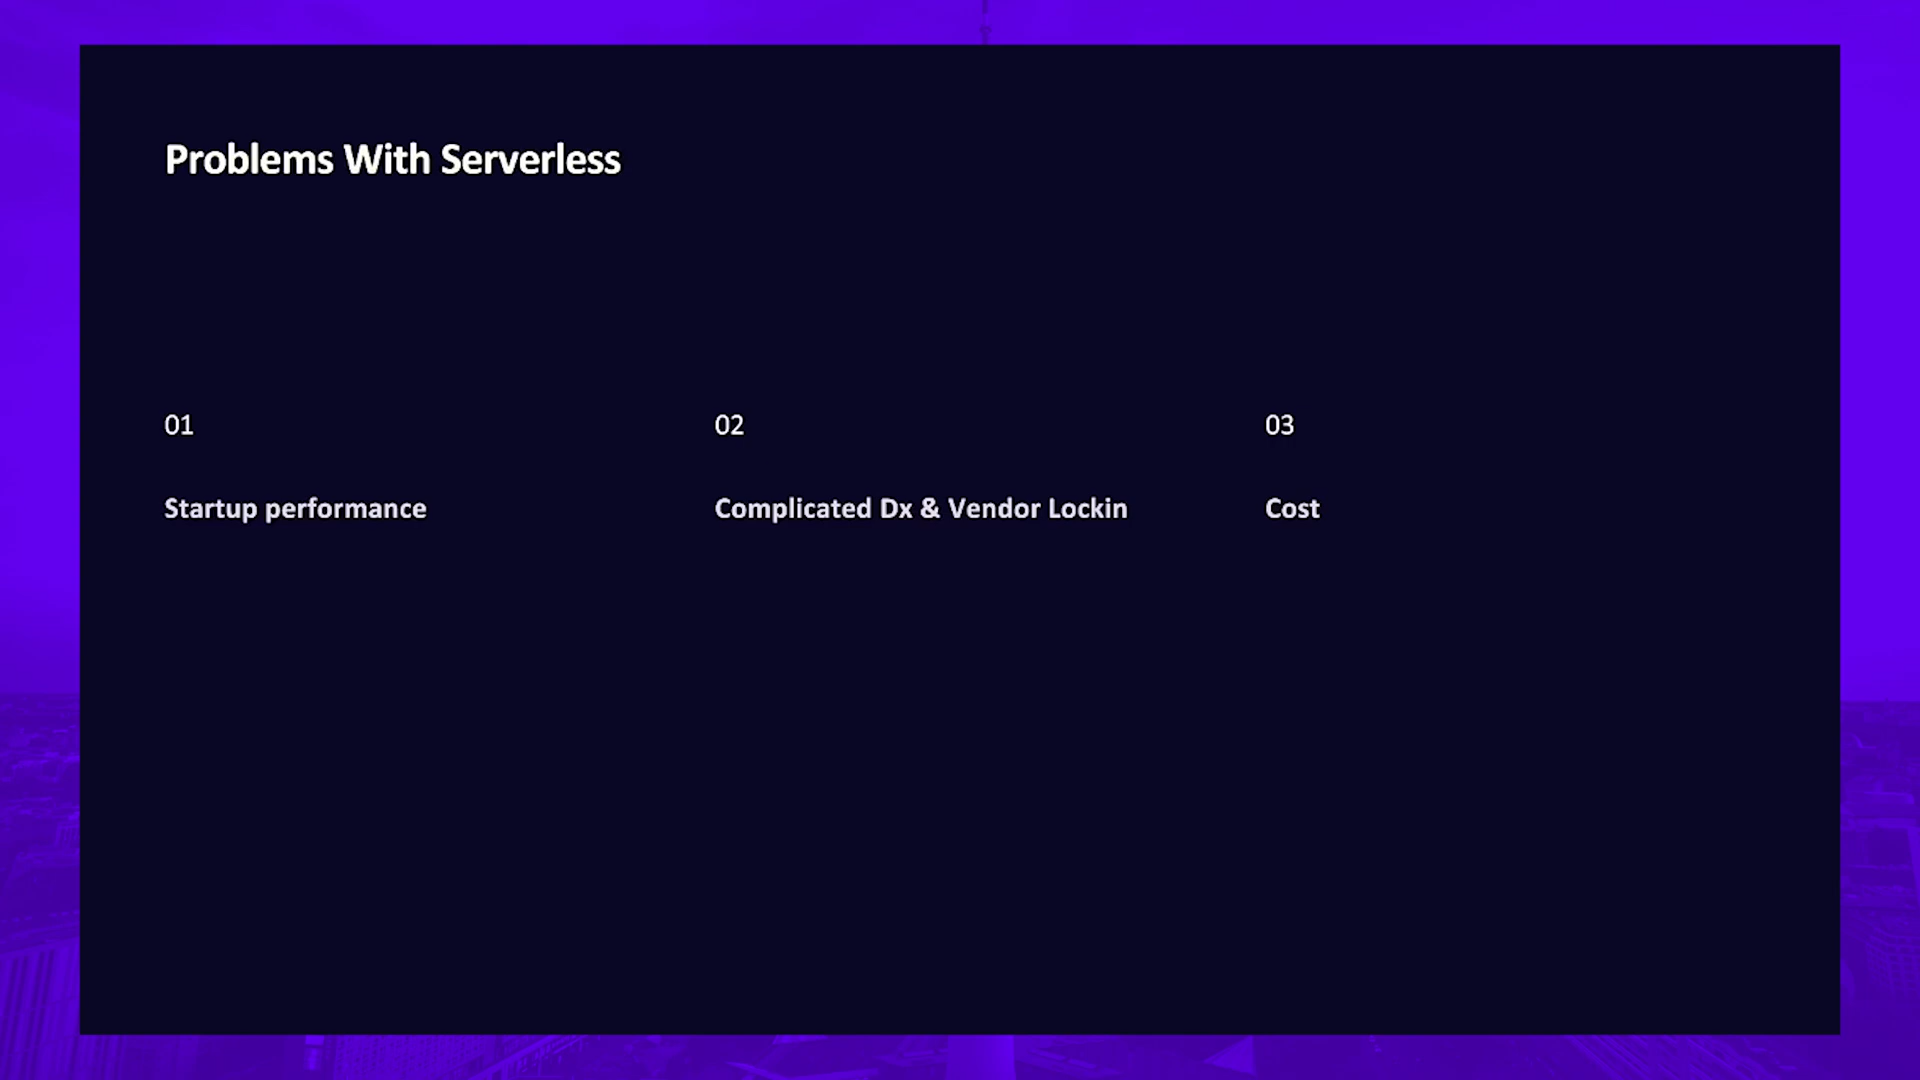 Problems With Serverless
01
Startup performance
02
Complicated Dx & Vendor Lockin
03
Cost